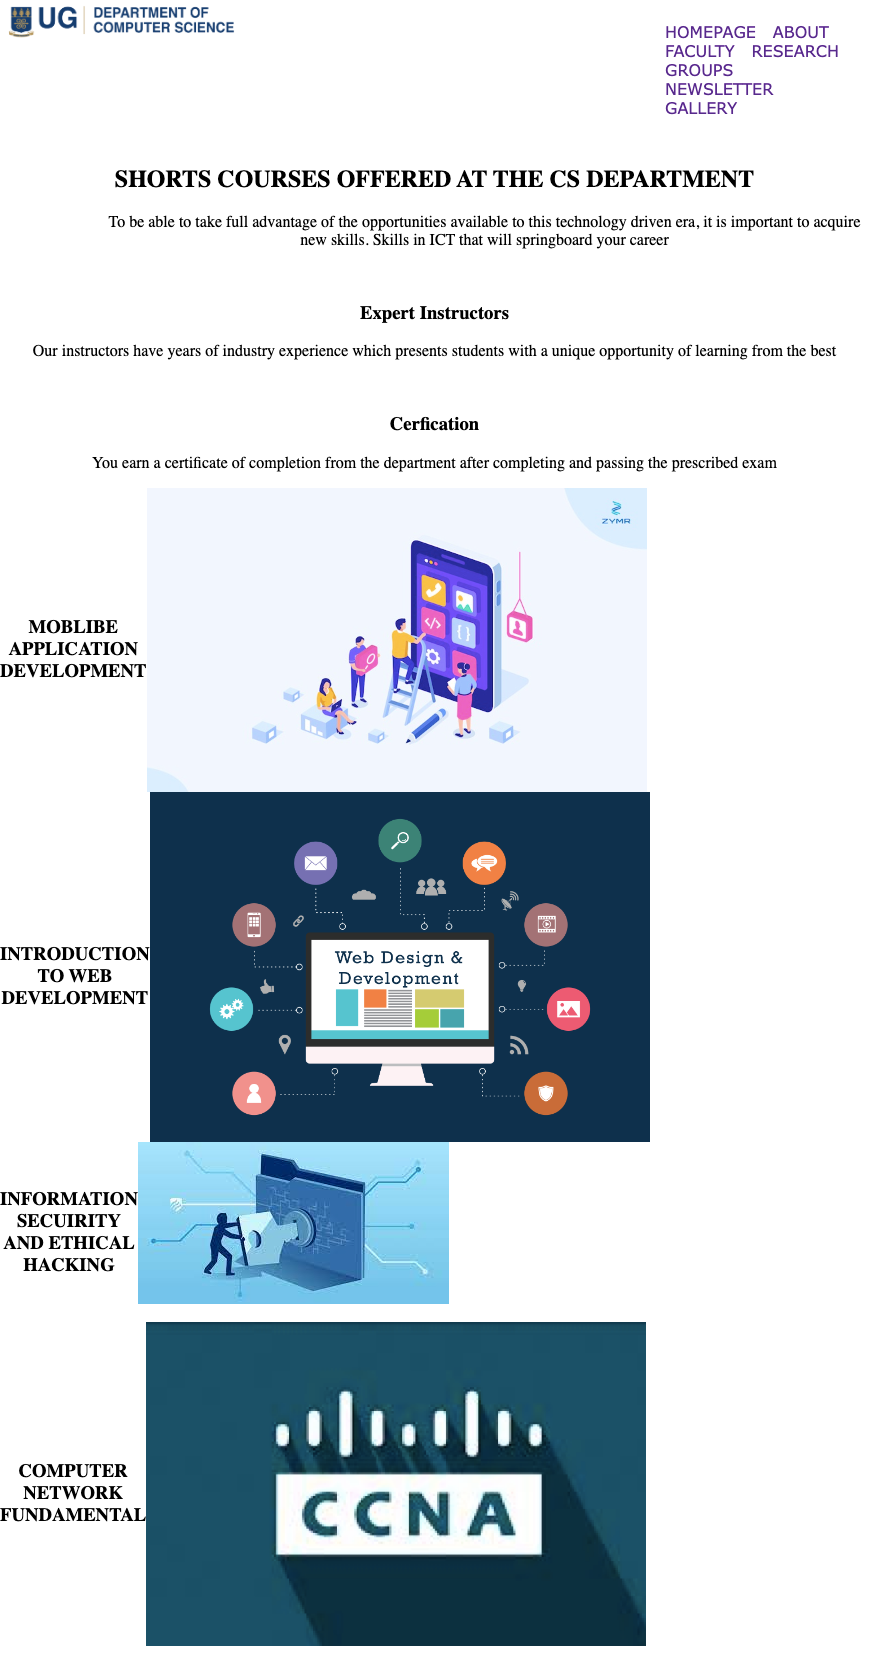 UG DEPARTMENT OF
COMPUTER SCIENCE
HOMEPAGE ABOUT
FACULTY RESEARCH
GROUPS
NEWSLETTER
GALLERY
SHORTS COURSES OFFERED AT THE CS DEPARTMENT
To be able to take full advantage of the opportunities available to this technology driven era, it is important to acquire
new skills. Skills in ICT that will springboard your career
Expert Instructors
Our instructors have years of industry experience which presents students with a unique opportunity of learning from the best
Cerfication
You earn a certificate of completion from the department after completing and passing the prescribed exam
ZYMR
MOBLIBE
APPLICATION
DEVELOPMENT
INTRODUCTION
TO WEB
DEVELOPMENT
Web Design &
Development
INFORMATION
SECUIRITY
AND ETHICAL
HACKING
COMPUTER
NETWORK
FUNDAMENTAL
CCNA